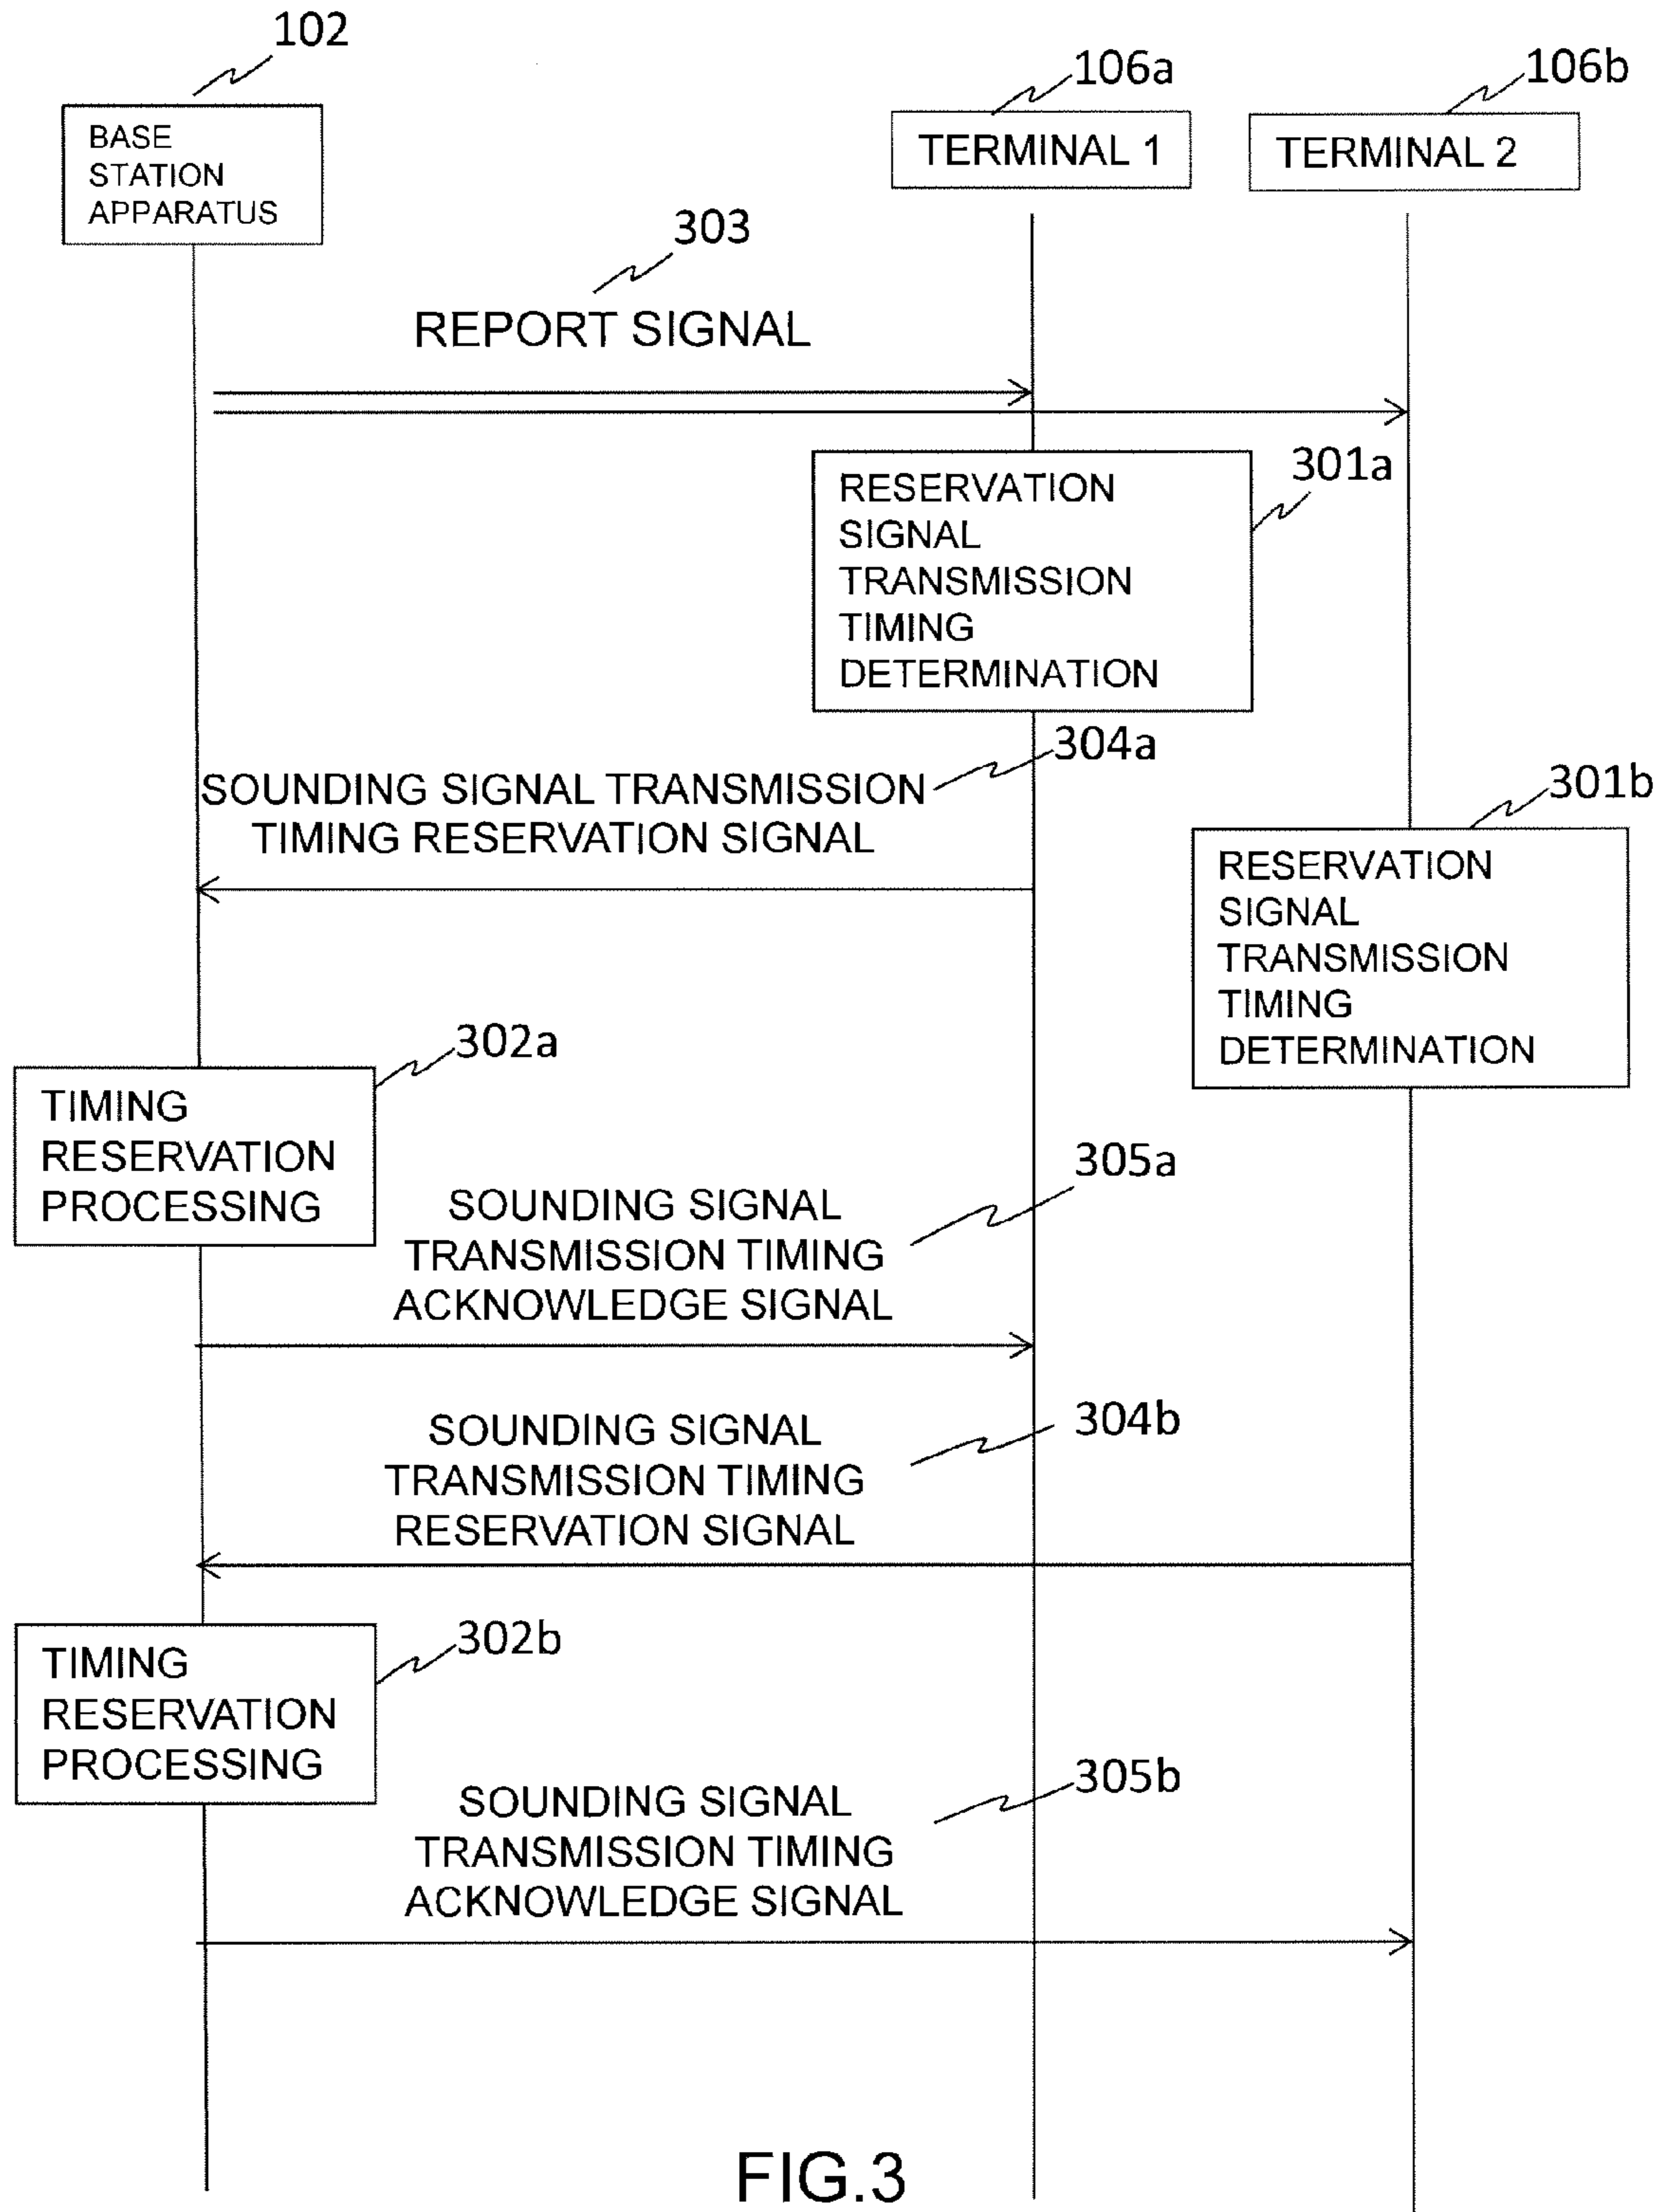 102
106a
106b
BASE
STATION
APPARATUS
TERMINAL 1
TERMINAL 2
303
REPORT SIGNAL
301a
RESERVATION
SIGNAL
TRANSMISSION
TIMING
DETERMINATION
304a
SOUNDING SIGNAL TRANSMISSION
TIMING RESERVATION SIGNAL
301b
RESERVATION
SIGNAL
TRANSMISSION
TIMING
DETERMINATION
302a
TIMING
RESERVATION
PROCESSING
305a
SOUNDING SIGNAL
TRANSMISSION TIMING
ACKNOWLEDGE SIGNAL
304b
SOUNDING SIGNAL
TRANSMISSION TIMING
RESERVATION SIGNAL
302b
TIMING
RESERVATION
PROCESSING
305b
SOUNDING SIGNAL
TRANSMISSION TIMING
ACKNOWLEDGE SIGNAL
FIG.3